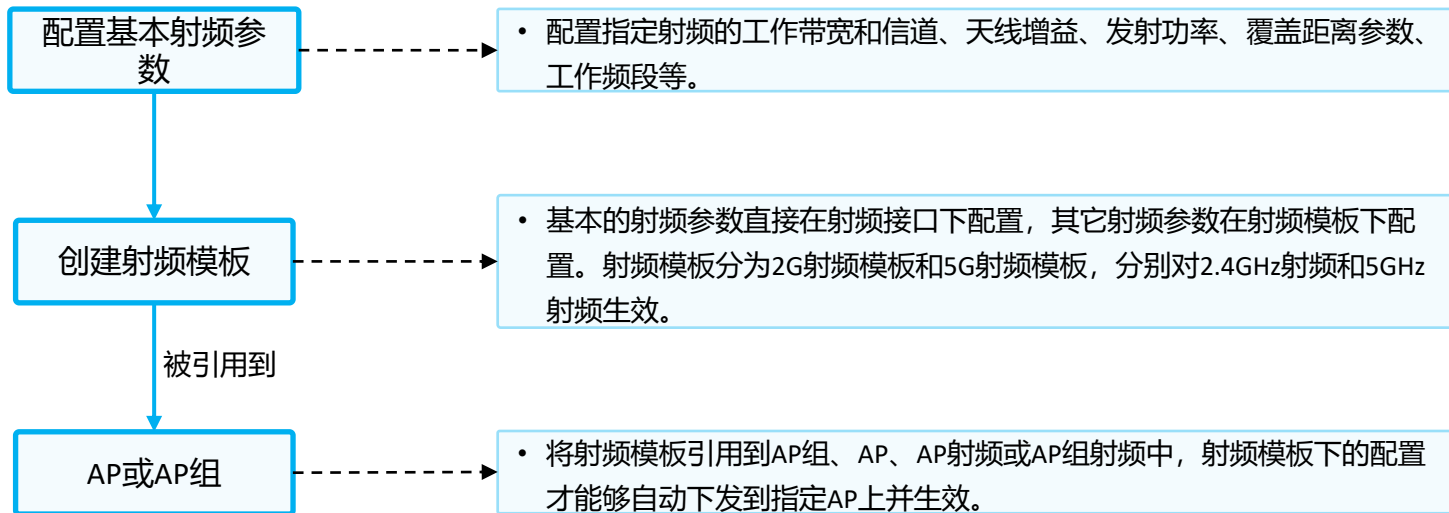 配置基本射频参
数
• 配置指定射频的工作带宽和信道、天线增益、发射功率、覆盖距离参数、
工作频段等。
创建射频模板
• 基本的射频参数直接在射频接口下配置，其它射频参数在射频模板下配
置。射频模板分为2G射频模板和5G射频模板，分别对2.4GHz射频和5GHz
射频生效。
被引用到
AP或AP组
• 将射频模板引用到AP组、AP、AP射频或AP组射频中，射频模板下的配置
才能够自动下发到指定AP上并生效。